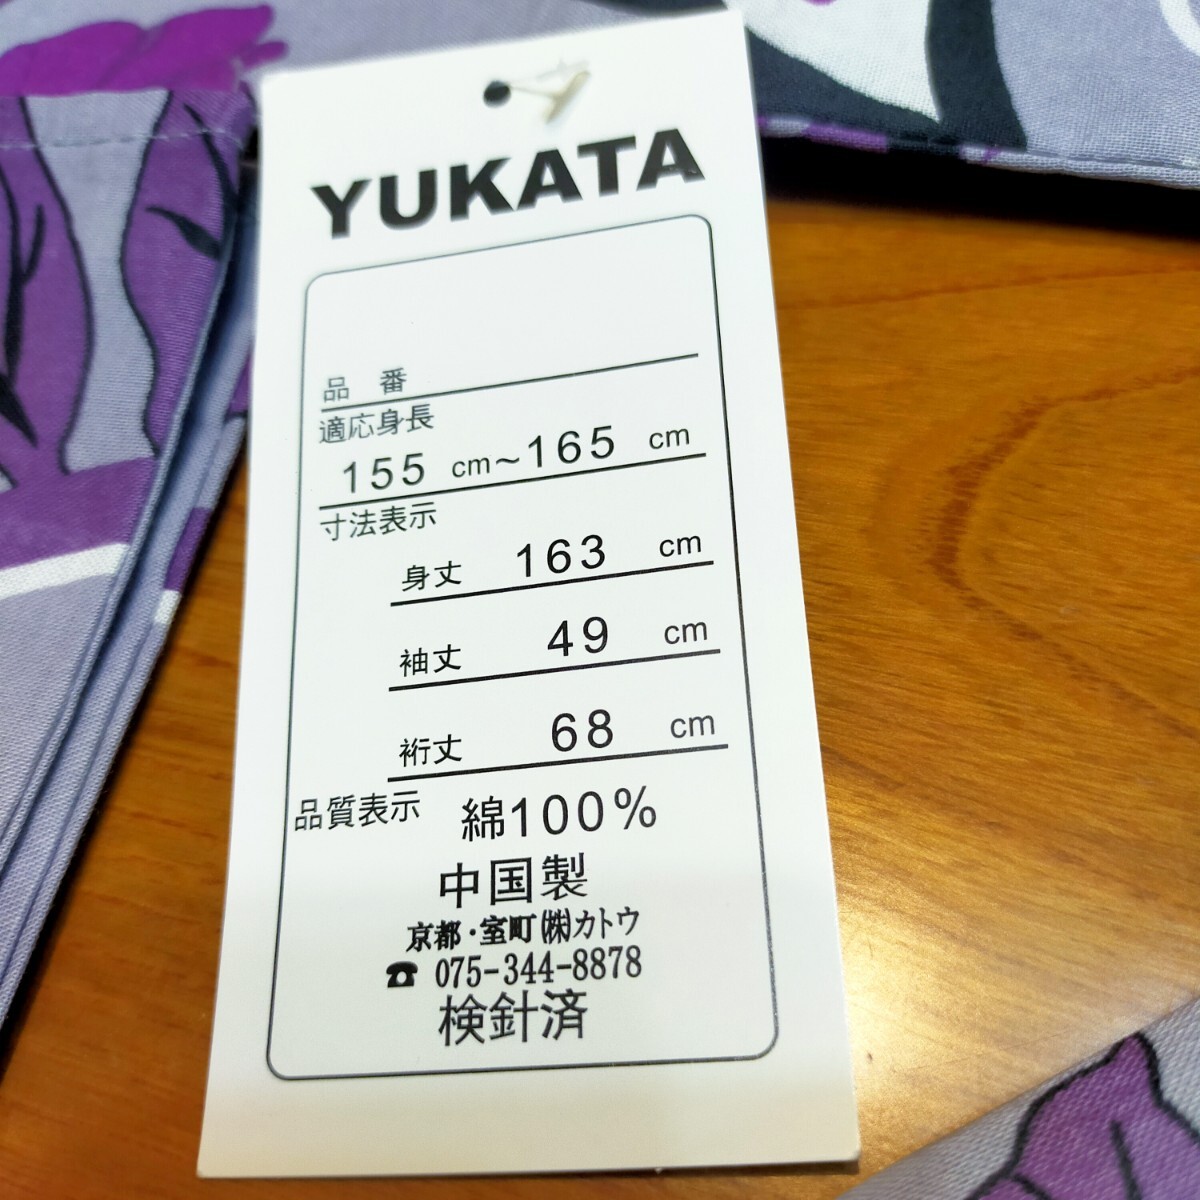 YUKATA
品 番
適応身長
155 cm~165 cm
寸法表示
身丈 163 cm
袖丈 49 cm
裄丈 68 cm
品質表示 綿100%
中国製
京都・室町㈱カトウ
☎ 075-344-8878
検針済